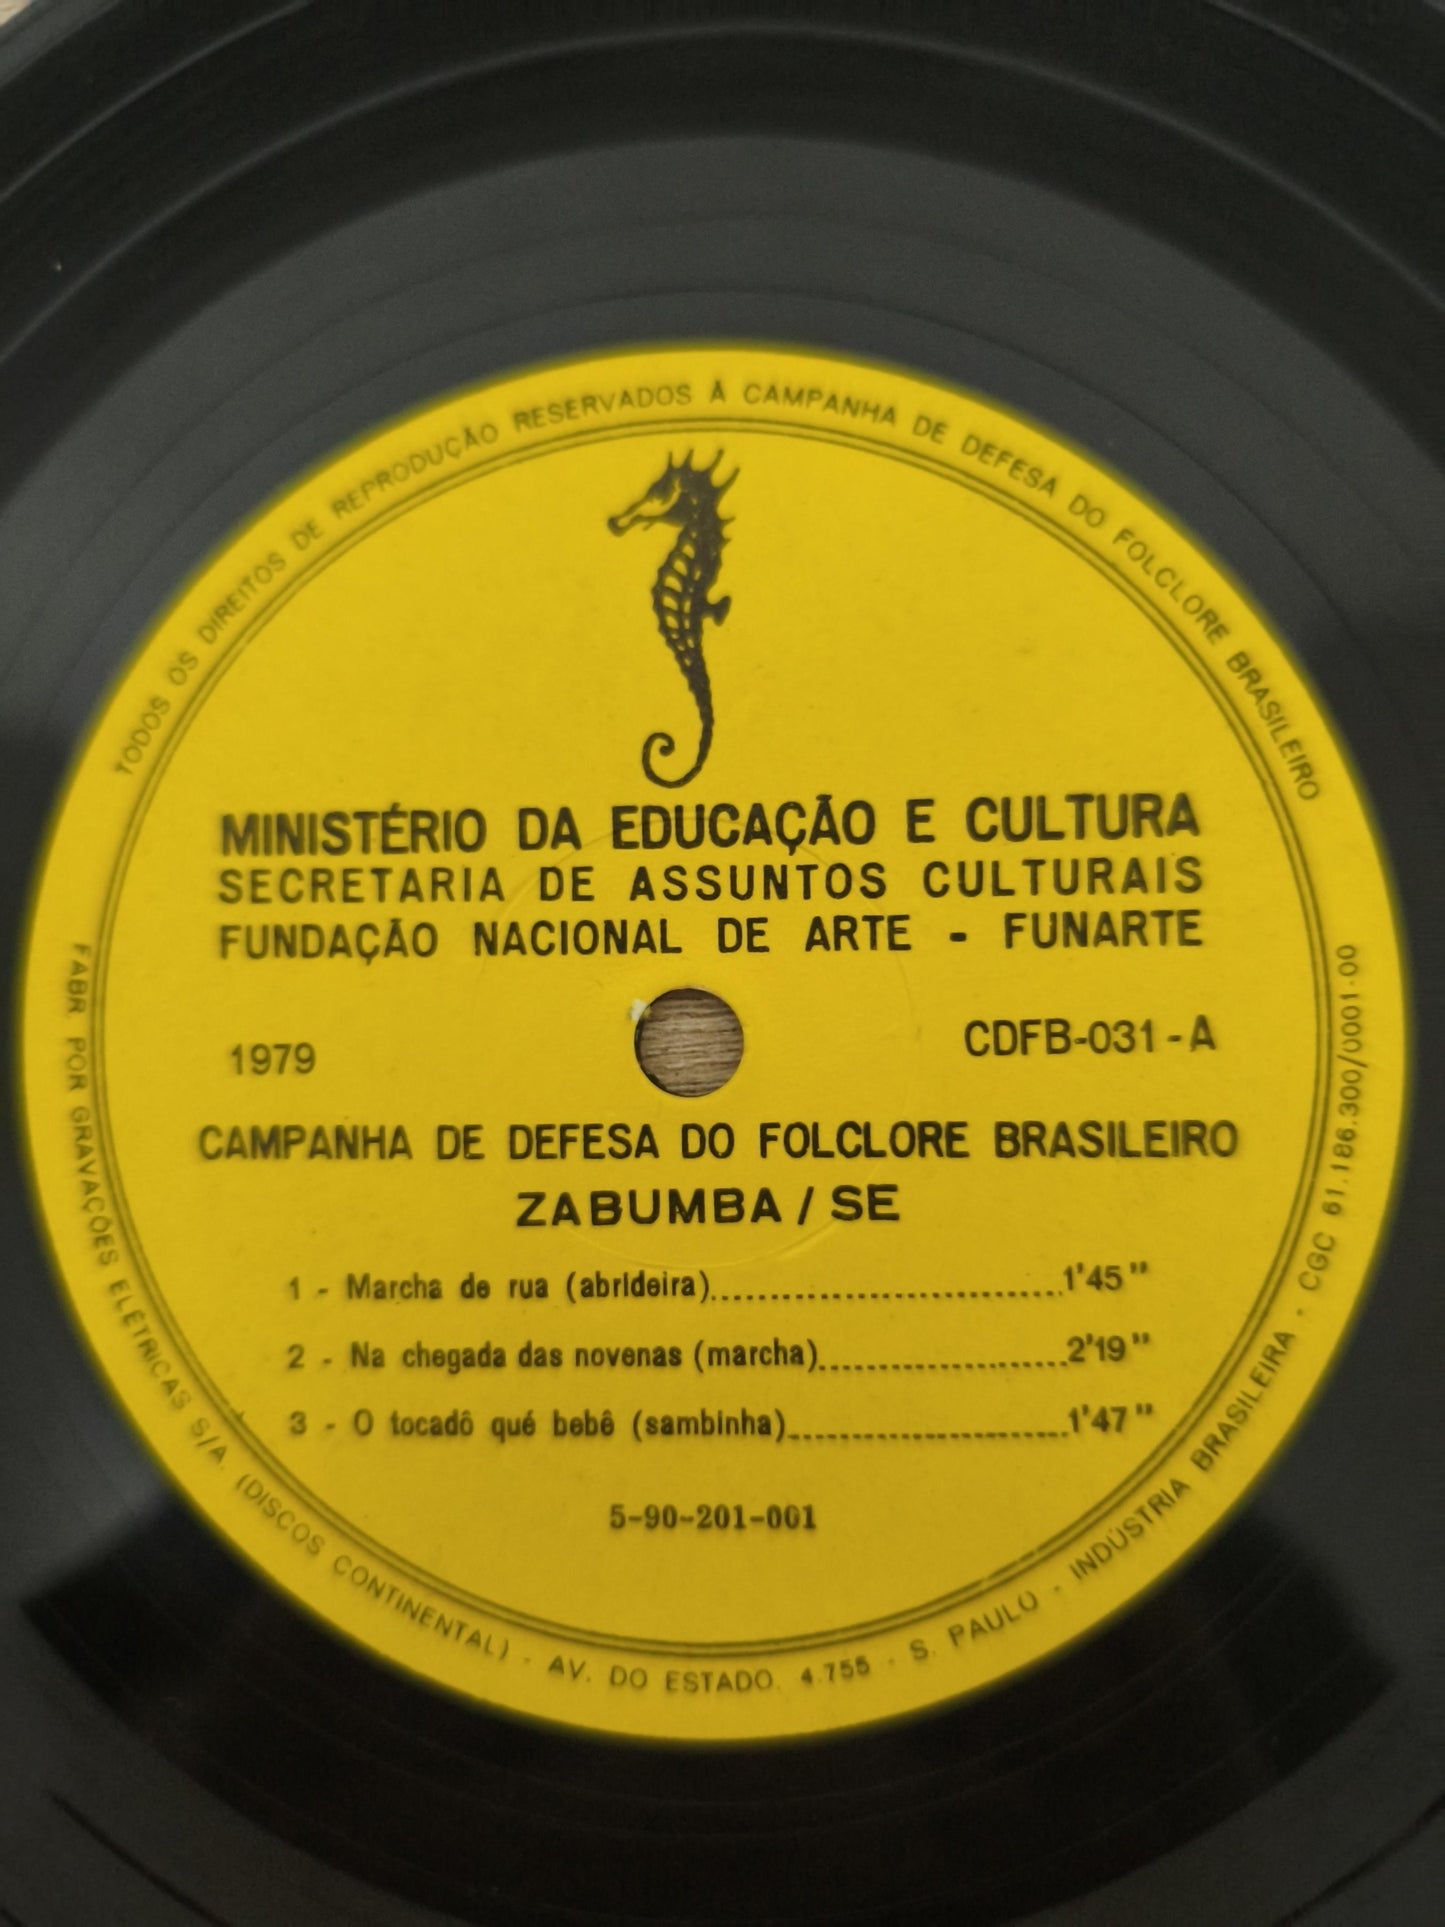 TODOS OS DIREITOS DE REPRODUÇÃO RESERVADOS À CAMPANHA DE DEFESA DO FOLCLORE BRASILEIRO
MINISTÉRIO DA EDUCAÇÃO E CULTURA
SECRETARIA DE ASSUNTOS CULTURAIS
FUNDAÇÃO NACIONAL DE ARTE - FUNARTE
1979
CDFB-031-A
CAMPANHA DE DEFESA DO FOLCLORE BRASILEIRO
ZABUMBA / SE
1 - Marcha de rua (abrideira)............................1'45"
2 - Na chegada das novenas (marcha)......................2'19"
3 - O tocadô qué bebê (sambinha).........................1'47"
5-90-201-001
FABR POR GRAVAÇÕES ELÉTRICAS S/A. (DISCOS CONTINENTAL) - AV. DO ESTADO. 4.755 - S. PAULO - INDÚSTRIA BRASILEIRA - CGC 61.186.300/0001-00